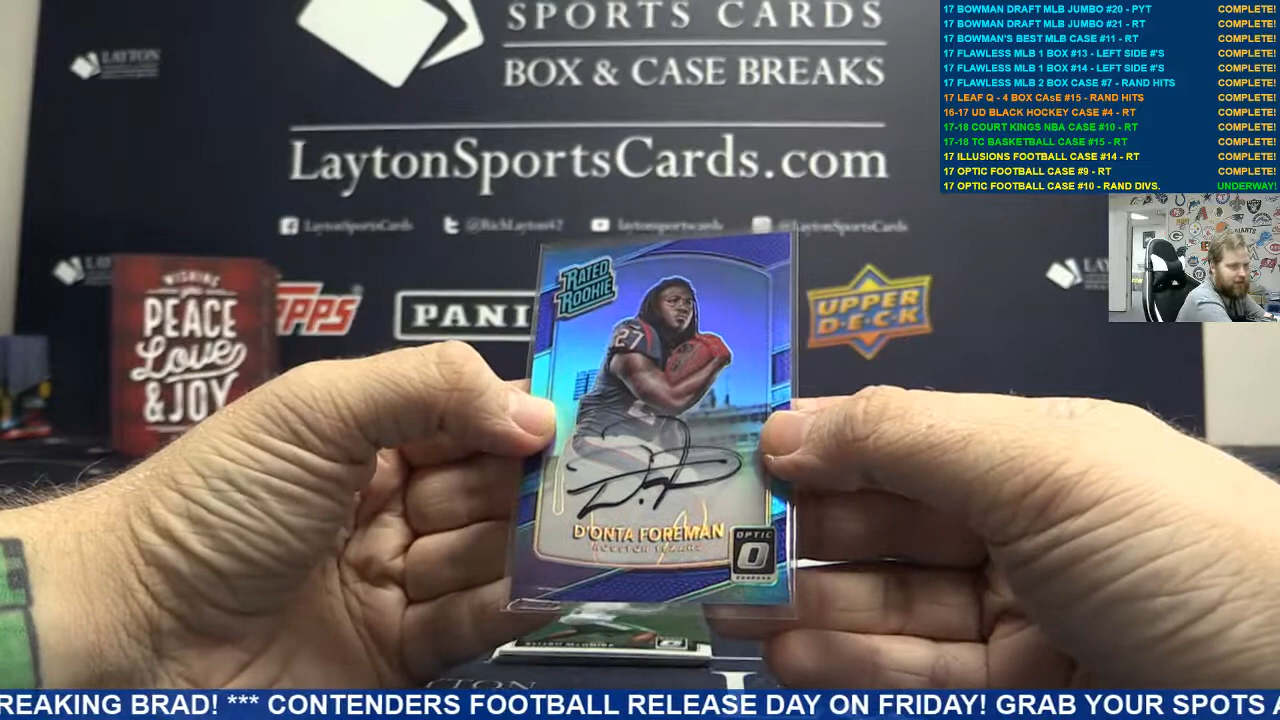 SPORTS CARDS
BOX & CASE BREAKS
LaytonSportsCards.com
LaytonSportsCards
@RichLayton42
laytonsportscards
@LaytonSportsCards
LAYTON
WISHING
PEACE
Love
& JOY
TOPPS
PANI
UPPER
DECK
RATED
ROOKIE
27
D'ONTA FOREMAN
HOUSTON TEXANS
OPTIC
O
17 BOWMAN DRAFT MLB JUMBO #20 - PYT COMPLETE!
17 BOWMAN DRAFT MLB JUMBO #21 - RT COMPLETE!
17 BOWMAN'S BEST MLB CASE #11 - RT COMPLETE!
17 FLAWLESS MLB 1 BOX #13 - LEFT SIDE #'S COMPLETE!
17 FLAWLESS MLB 1 BOX #14 - LEFT SIDE #'S COMPLETE!
17 FLAWLESS MLB 2 BOX CASE #7 - RAND HITS COMPLETE!
17 LEAF Q - 4 BOX CAsE #15 - RAND HITS COMPLETE!
16-17 UD BLACK HOCKEY CASE #4 - RT COMPLETE!
17-18 COURT KINGS NBA CASE #10 - RT COMPLETE!
17-18 TC BASKETBALL CASE #15 - RT COMPLETE!
17 ILLUSIONS FOOTBALL CASE #14 - RT COMPLETE!
17 OPTIC FOOTBALL CASE #9 - RT COMPLETE!
17 OPTIC FOOTBALL CASE #10 - RAND DIVS. UNDERWAY!
REAKING BRAD! *** CONTENDERS FOOTBALL RELEASE DAY ON FRIDAY! GRAB YOUR SPOTS A